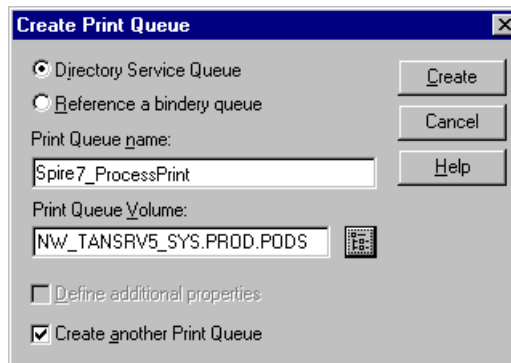 Create Print Queue
Directory Service Queue
Reference a bindery queue
Print Queue name:
Spire7_ProcessPrint
Print Queue Volume:
NW_TANSRV5_SYS.PROD.PODS
Define additional properties
Create another Print Queue
Create
Cancel
Help